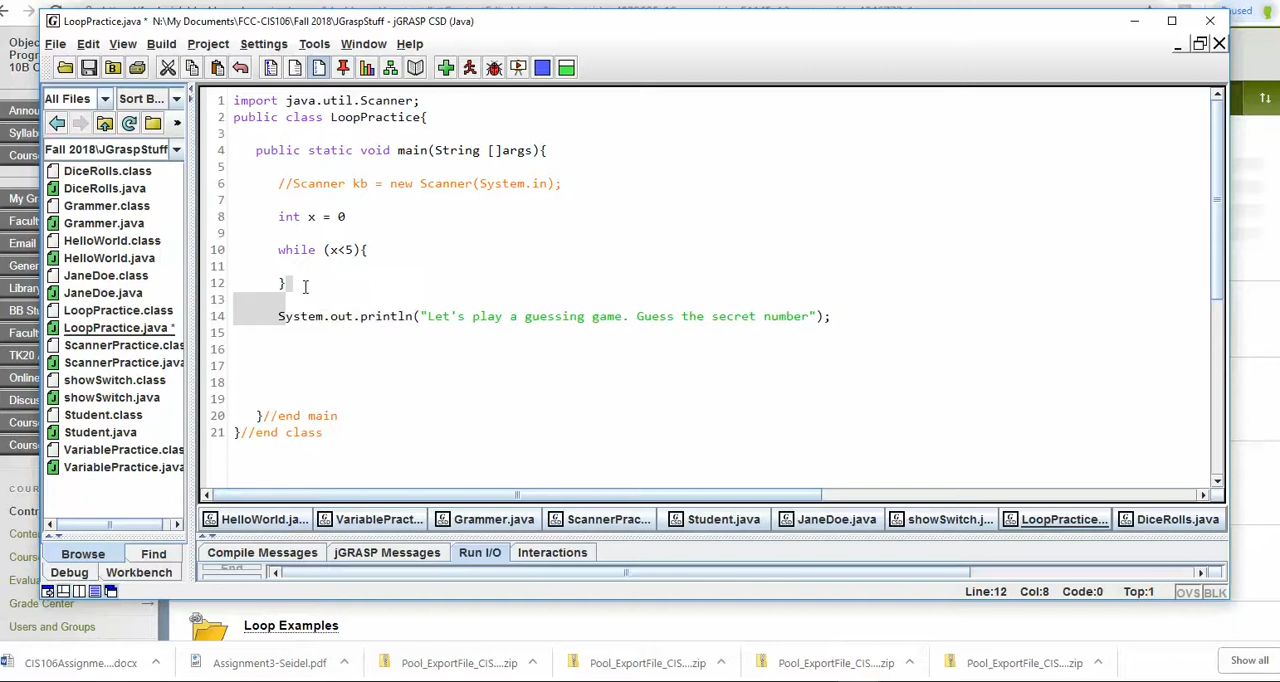 Paused
LoopPractice.java * N:\My Documents\FCC-CIS106\Fall 2018\JGraspStuff - jGRASP CSD (Java)
File Edit View Build Project Settings Tools Window Help
All Files Sort B...
Fall 2018\JGraspStuff
DiceRolls.class
DiceRolls.java
Grammer.class
Grammer.java
HelloWorld.class
HelloWorld.java
JaneDoe.class
JaneDoe.java
LoopPractice.class
LoopPractice.java *
ScannerPractice.clas
ScannerPractice.java
showSwitch.class
showSwitch.java
Student.class
Student.java
VariablePractice.clas
VariablePractice.java
Browse Find
Debug Workbench
1 import java.util.Scanner;
2 public class LoopPractice{
3
4 public static void main(String []args){
5
6 //Scanner kb = new Scanner(System.in);
7
8 int x = 0
9
10 while (x<5){
11
12 }
13
14 System.out.println("Let's play a guessing game. Guess the secret number");
15
16
17
18
19
20 }//end main
21 }//end class
HelloWorld.ja... VariablePract... Grammer.java ScannerPrac... Student.java JaneDoe.java showSwitch.j... LoopPractice... DiceRolls.java
Compile Messages jGRASP Messages Run I/O Interactions
End
Line:12 Col:8 Code:0 Top:1 OVS BLK
Objec
Progr
10B C
Annou
Syllab
Cours
My Gr
Facult
Email
Gener
Librar
BB Stu
Facult
TK20 A
Online
Discus
Cours
Cours
COUR
Contr
Conten
Course
Evalua
Grade Center
Users and Groups
Loop Examples
CIS106Assignme....docx Assignment3-Seidel.pdf Pool_ExportFile_CIS....zip Pool_ExportFile_CIS....zip Pool_ExportFile_CIS....zip Pool_ExportFile_CIS....zip Show all